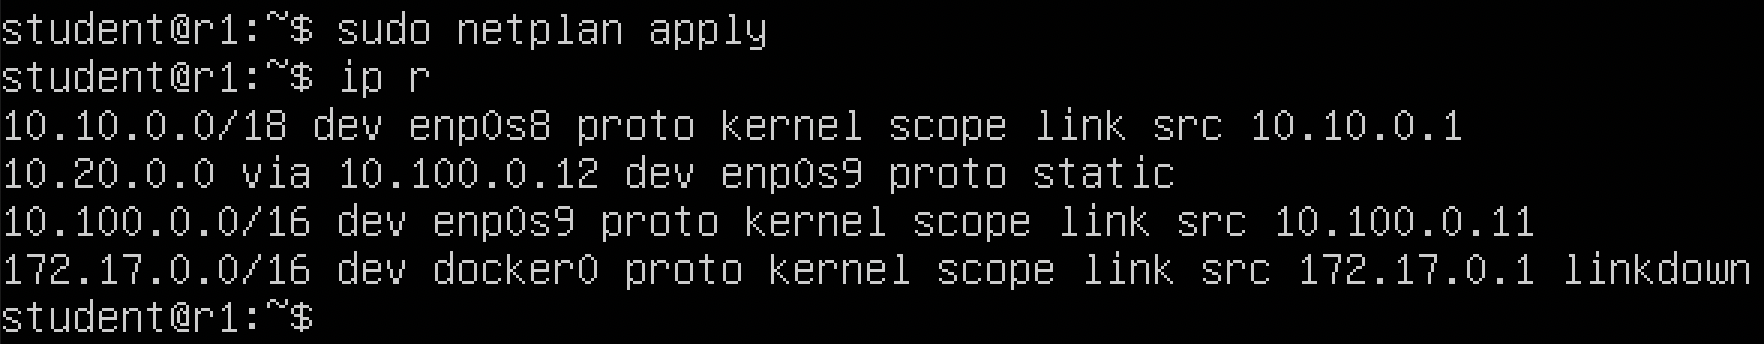 student@r1:~$ sudo netplan apply
student@r1:~$ ip r
10.10.0.0/18 dev enp0s8 proto kernel scope link src 10.10.0.1
10.20.0.0 via 10.100.0.12 dev enp0s9 proto static
10.100.0.0/16 dev enp0s9 proto kernel scope link src 10.100.0.11
172.17.0.0/16 dev docker0 proto kernel scope link src 172.17.0.1 linkdown
student@r1:~$